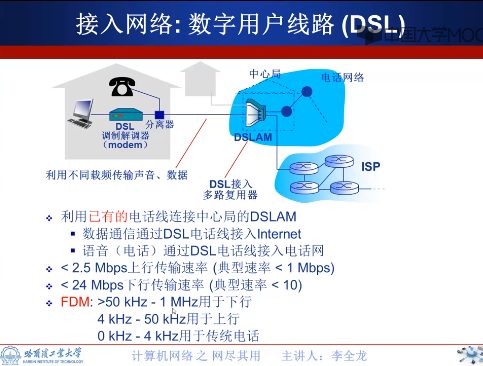 接入网络: 数字用户线路 (DSL)
中国大学MOO
中心局
电话网络
DSL
调制解调器
（modem）
分离器
DSLAM
ISP
利用不同载频传输声音、数据
DSL接入
多路复用器
利用已有的电话线连接中心局的DSLAM
数据通信通过DSL电话线接入Internet
语音（电话）通过DSL电话线接入电话网
< 2.5 Mbps上行传输速率 (典型速率 < 1 Mbps)
< 24 Mbps下行传输速率 (典型速率 < 10)
FDM: >50 kHz - 1 MHz用于下行
4 kHz - 50 kHz用于上行
0 kHz - 4 kHz用于传统电话
哈尔滨工业大学
HARBIN INSTITUTE OF TECHNOLOGY
计算机网络 之 网尽其用 主讲人：李全龙